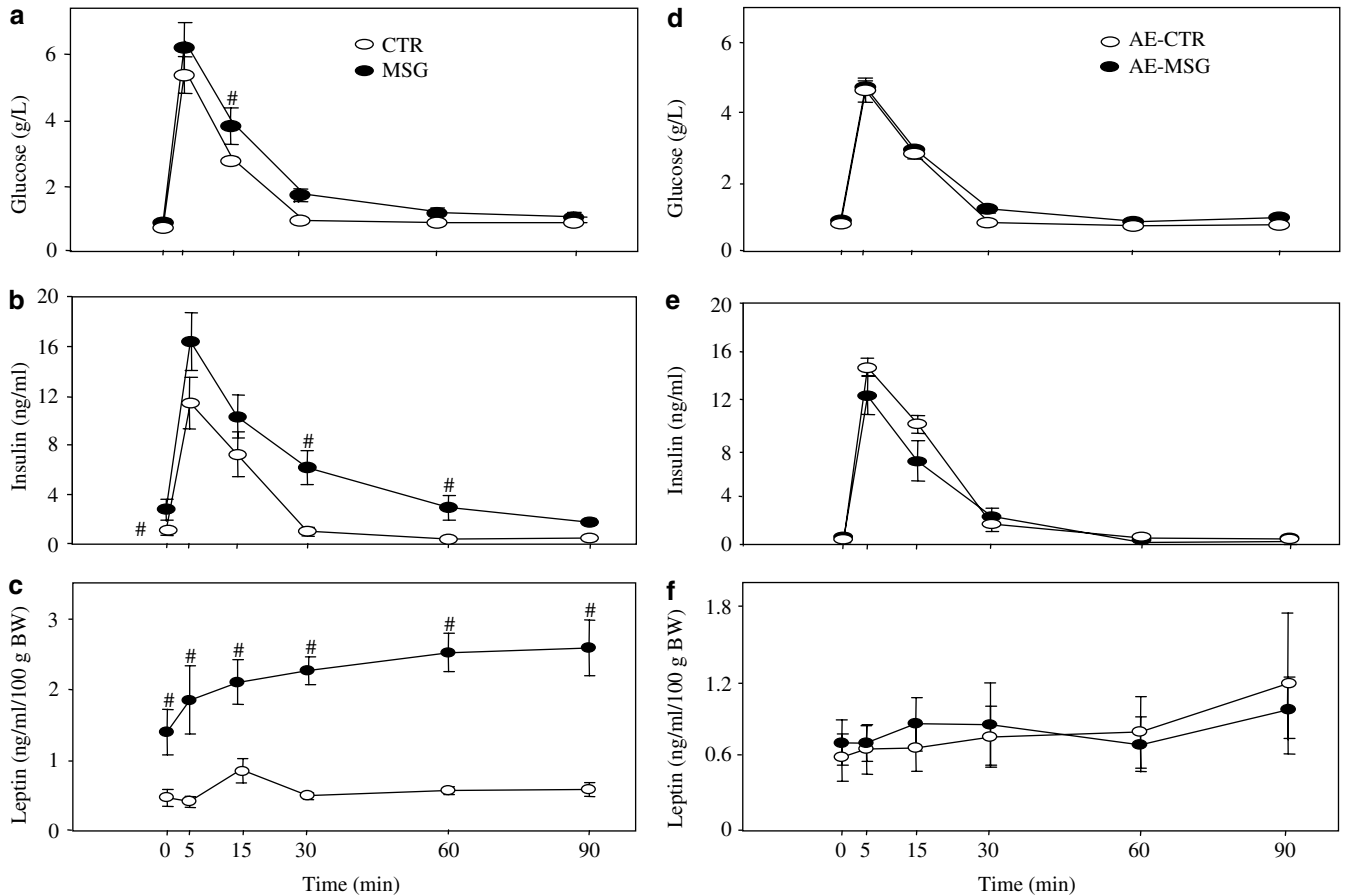 a
Glucose (g/L)
6
4
2
0
#
CTR
MSG
d
Glucose (g/L)
6
4
2
0
AE-CTR
AE-MSG
b
Insulin (ng/ml)
20
16
12
8
4
0
#
#
#
e
Insulin (ng/ml)
20
16
12
8
4
0
c
Leptin (ng/ml/100 g BW)
3
2
1
0
#
#
#
#
#
#
0 5 15 30 60 90
Time (min)
f
Leptin (ng/ml/100 g BW)
1.8
1.2
0.6
0
0 5 15 30 60 90
Time (min)